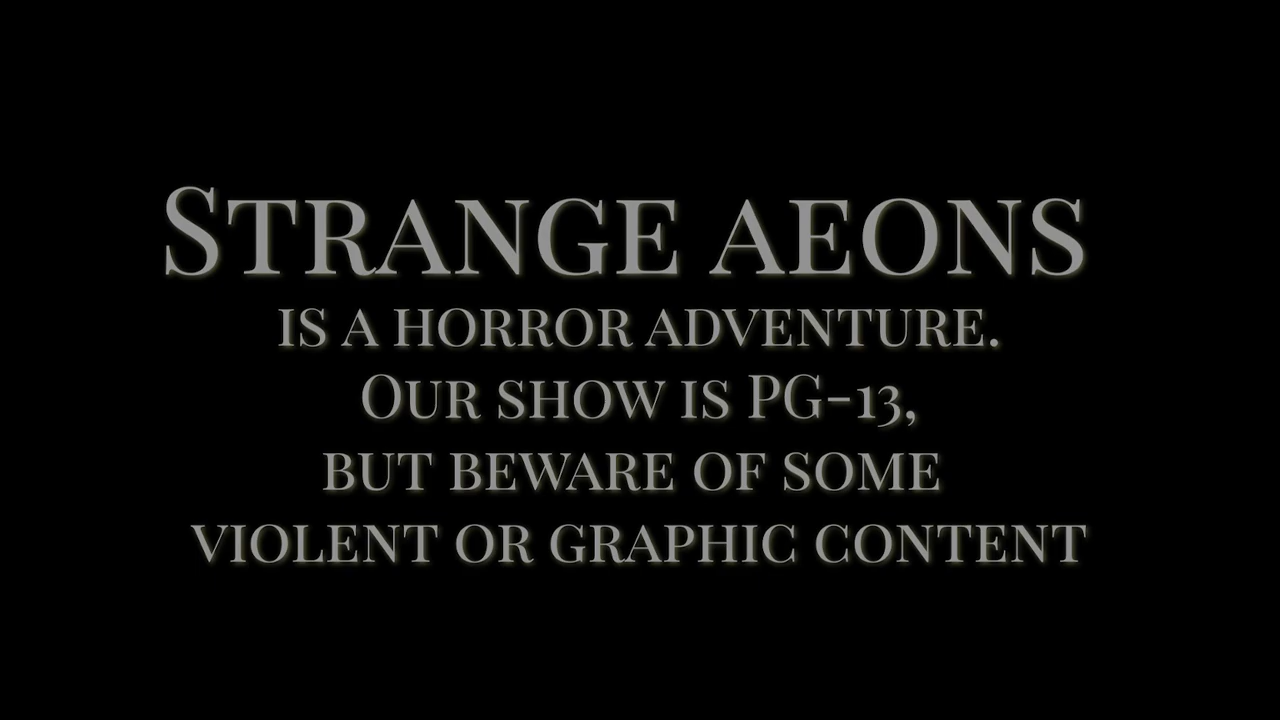 Strange aeons
is a horror adventure.
Our show is PG-13,
but beware of some
violent or graphic content